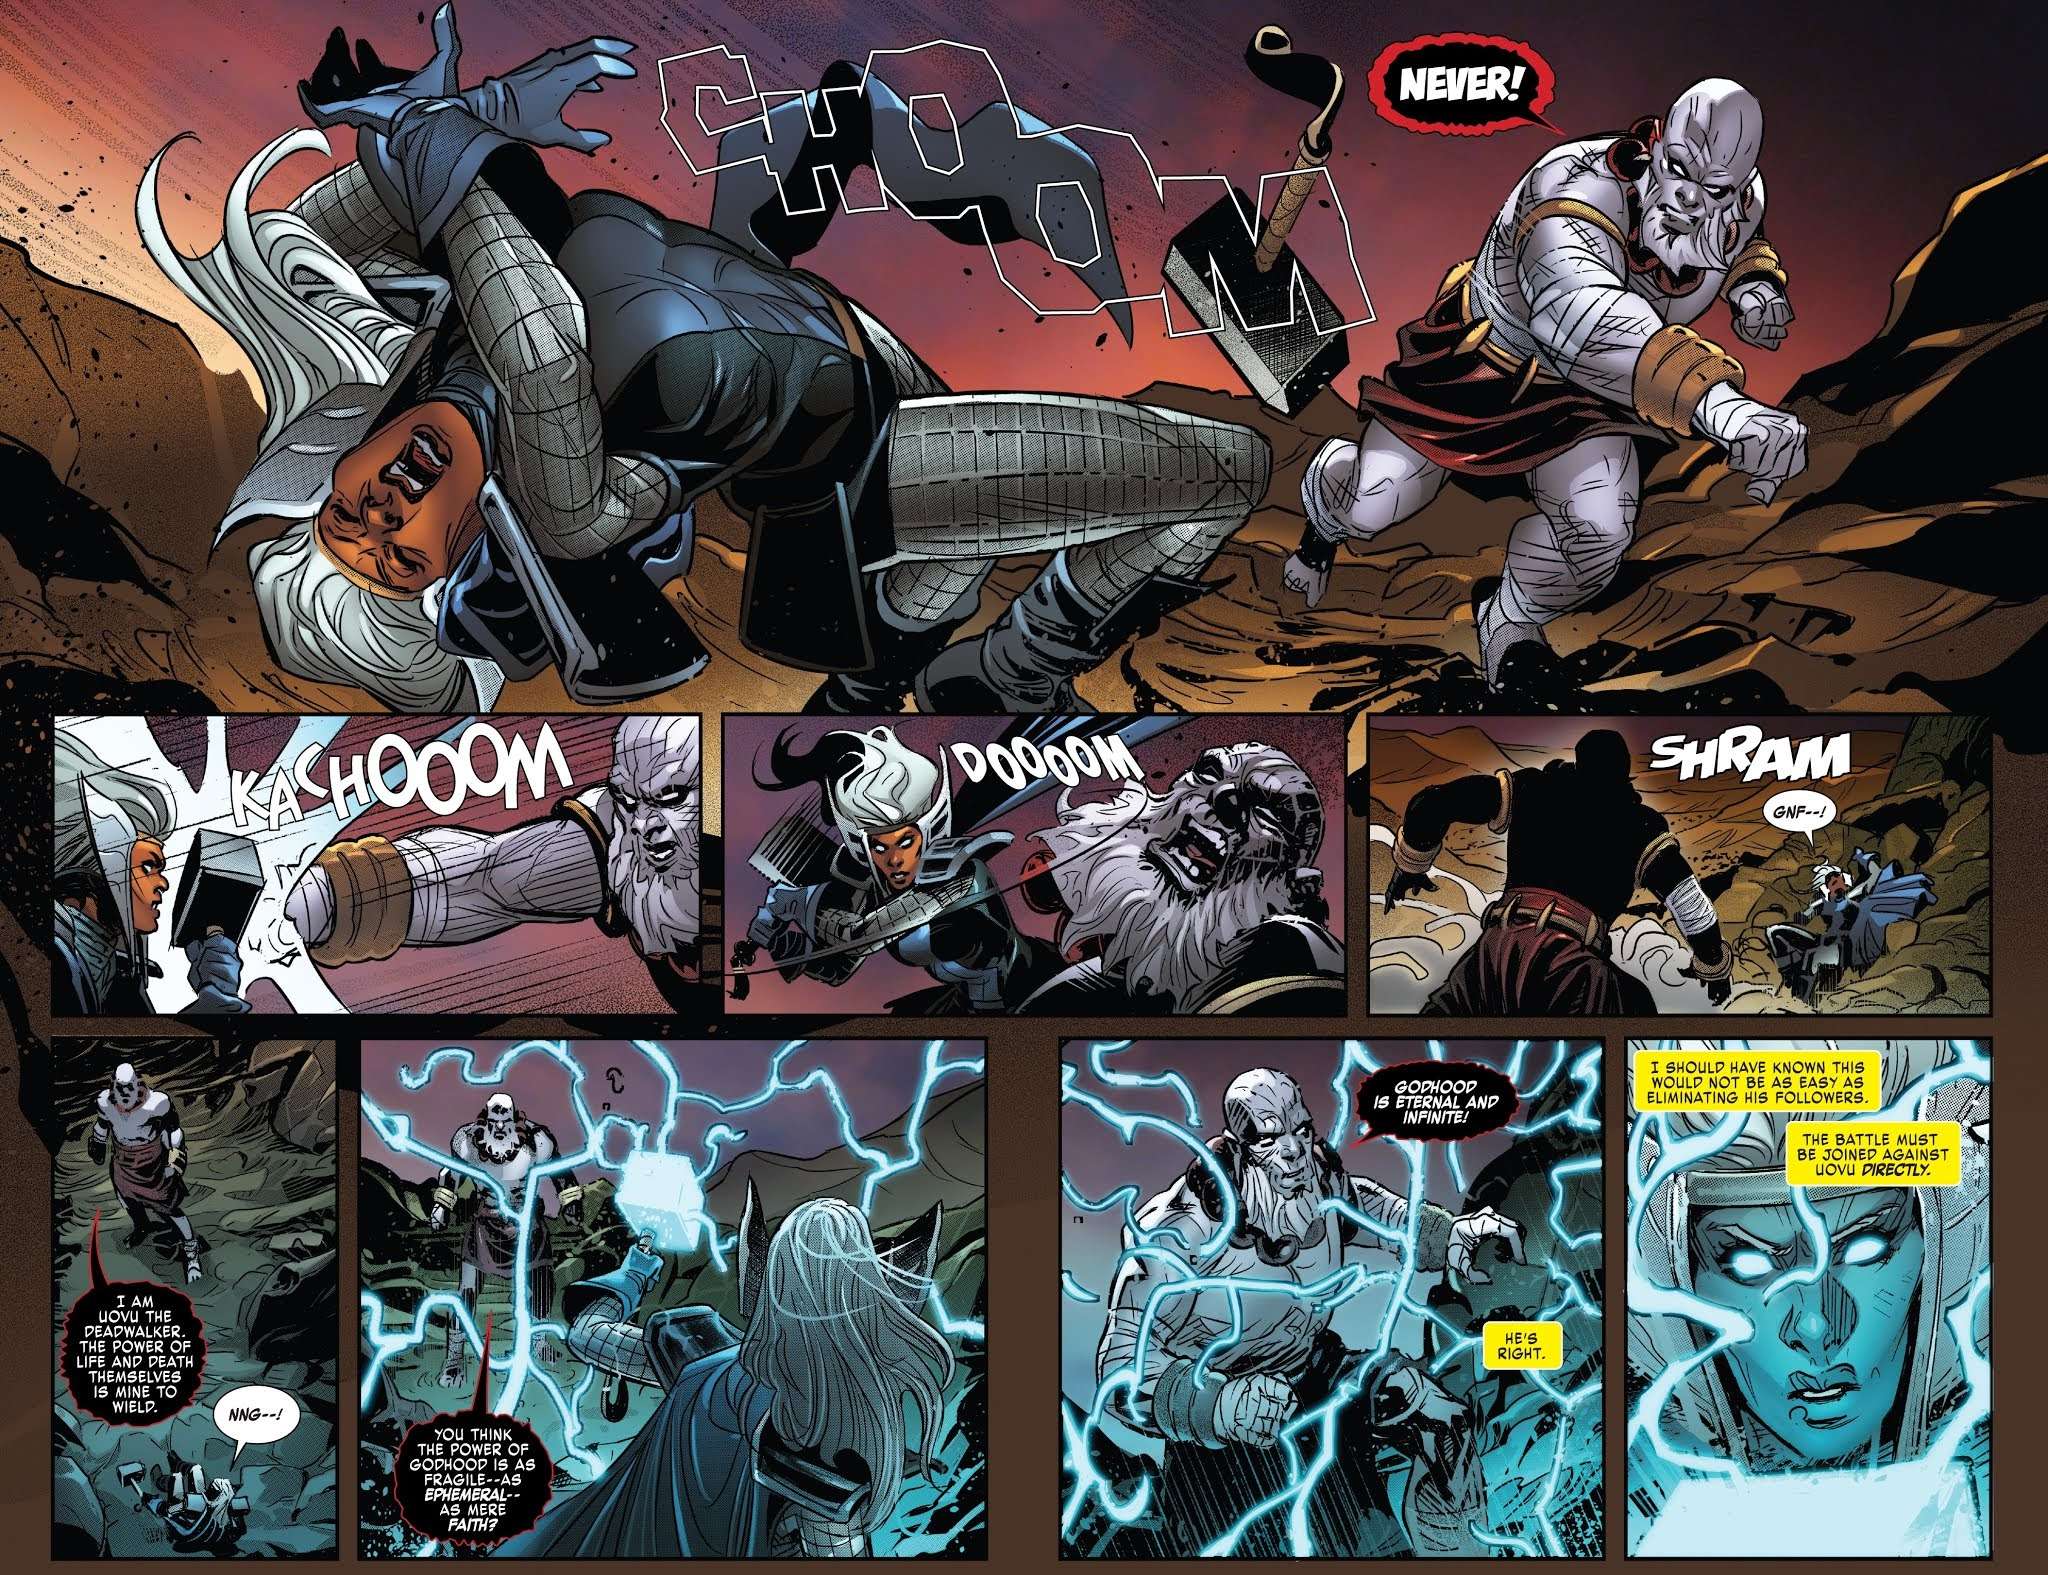 CHOOM
NEVER!
KACHOOOM
DOOOOM
SHRAM
GNF--!
I AM
UOVU THE
DEADWALKER.
THE POWER OF
LIFE AND DEATH
THEMSELVES
IS MINE TO
WIELD.
NNG--!
YOU THINK
THE POWER OF
GODHOOD IS AS
FRAGILE--AS
EPHEMERAL--
AS MERE
FAITH?
GODHOOD
IS ETERNAL AND
INFINITE!
HE'S
RIGHT.
I SHOULD HAVE KNOWN THIS
WOULD NOT BE AS EASY AS
ELIMINATING HIS FOLLOWERS.
THE BATTLE MUST
BE JOINED AGAINST
UOVU DIRECTLY.